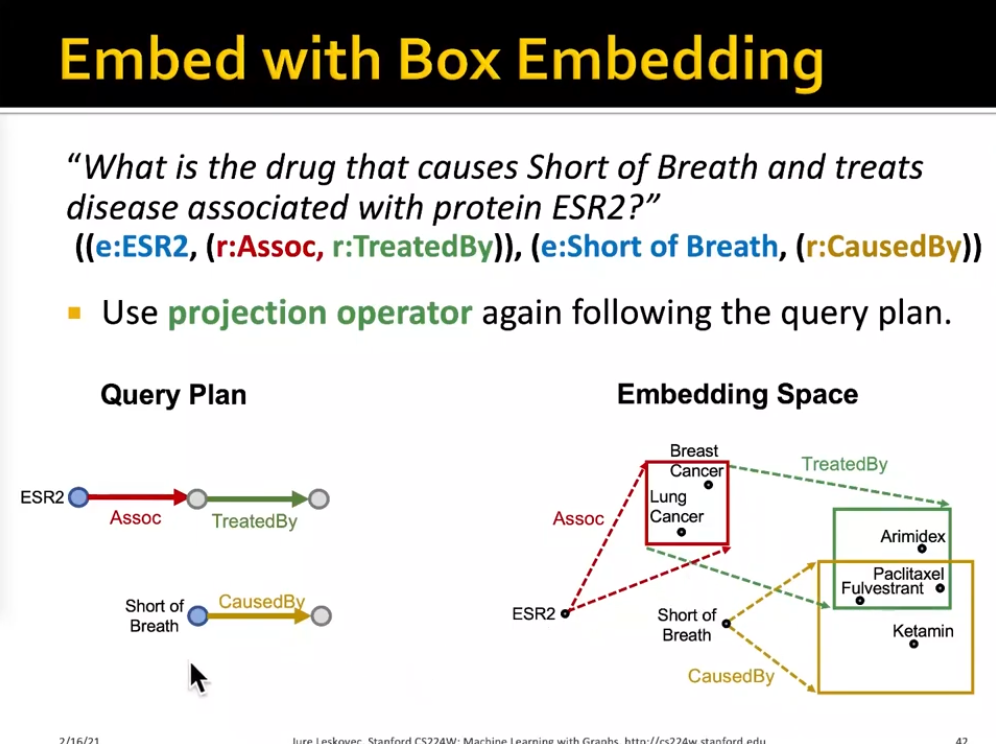 Embed with Box Embedding
“What is the drug that causes Short of Breath and treats
disease associated with protein ESR2?”
((e:ESR2, (r:Assoc, r:TreatedBy)), (e:Short of Breath, (r:CausedBy))
Use projection operator again following the query plan.
Query Plan
ESR2
Assoc
TreatedBy
Short of
Breath
CausedBy
Embedding Space
Breast
Cancer
Lung
Cancer
TreatedBy
Assoc
Arimidex
Paclitaxel
Fulvestrant
ESR2
Short of
Breath
Ketamin
CausedBy
2/16/21
Jure Leskovec, Stanford CS224W: Machine Learning with Graphs, http://cs224w.stanford.edu
42